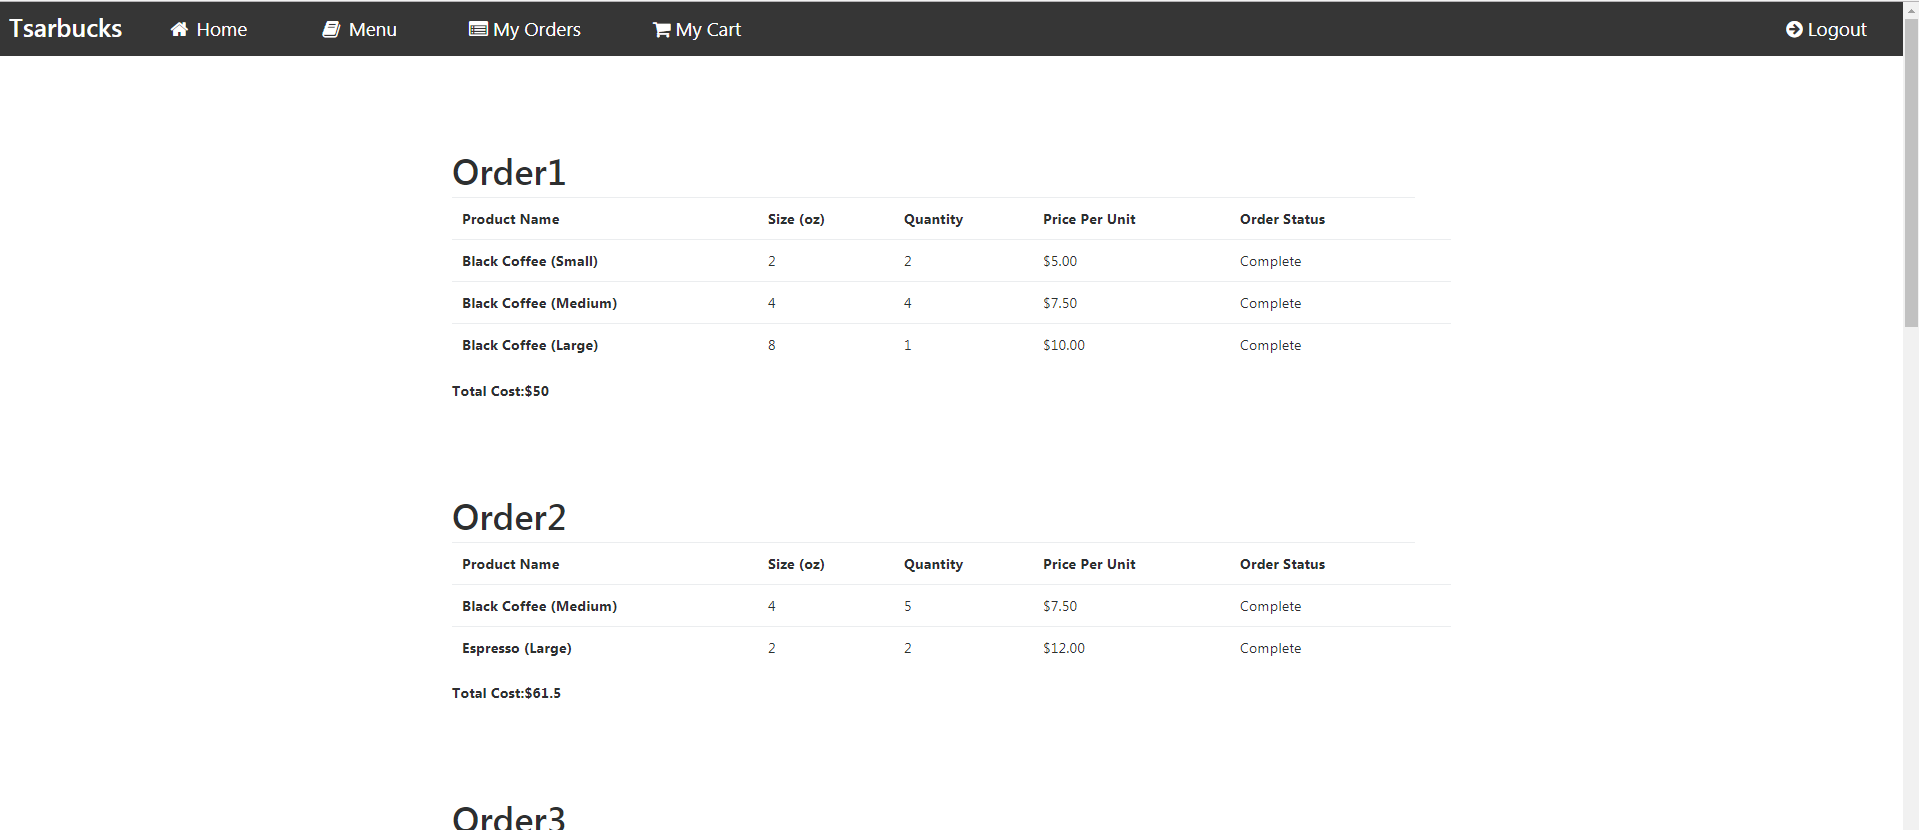 Tsarbucks Home Menu My Orders My Cart Logout
Order1
Product Name Size (oz) Quantity Price Per Unit Order Status
Black Coffee (Small) 2 2 $5.00 Complete
Black Coffee (Medium) 4 4 $7.50 Complete
Black Coffee (Large) 8 1 $10.00 Complete
Total Cost:$50
Order2
Product Name Size (oz) Quantity Price Per Unit Order Status
Black Coffee (Medium) 4 5 $7.50 Complete
Espresso (Large) 2 2 $12.00 Complete
Total Cost:$61.5
Order3